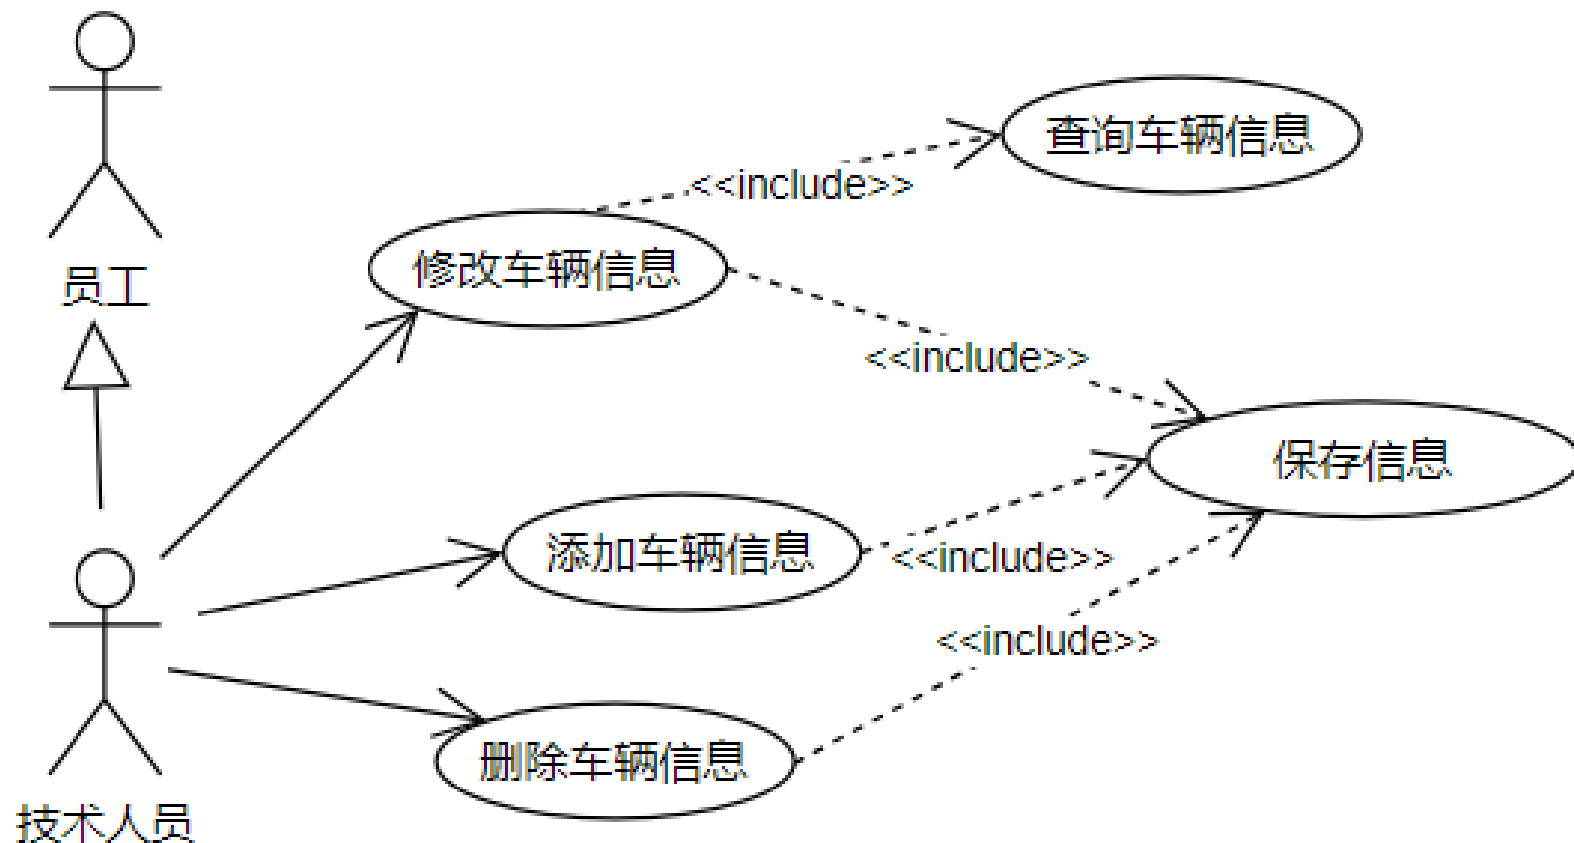 查询车辆信息
<<include>>
修改车辆信息
员工
<<include>>
保存信息
添加车辆信息
<<include>>
<<include>>
删除车辆信息
技术人员